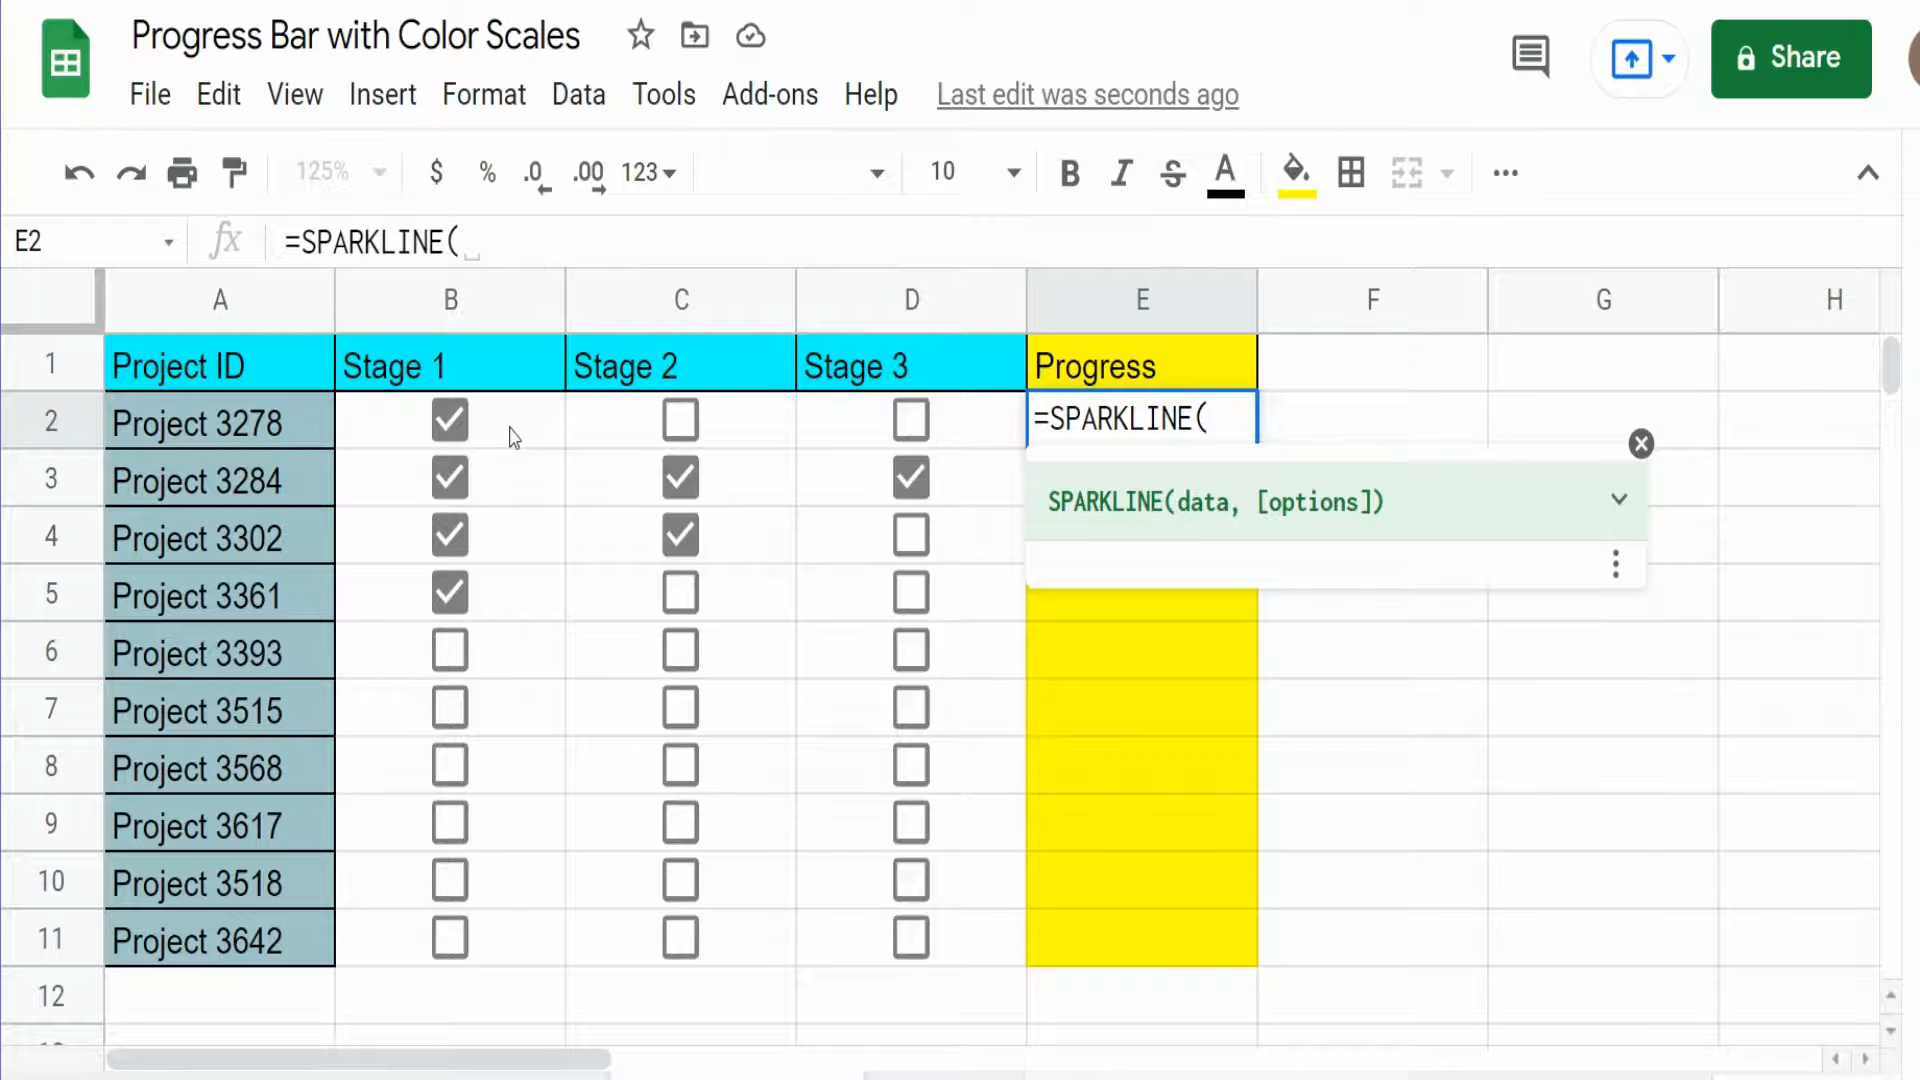 Progress Bar with Color Scales
Share
File Edit View Insert Format Data Tools Add-ons Help Last edit was seconds ago
125% $ % .0 .00 123 10 B I S A
E2 fx =SPARKLINE(
A B C D E F G H
1 Project ID Stage 1 Stage 2 Stage 3 Progress
2 Project 3278 =SPARKLINE(
3 Project 3284 SPARKLINE(data, [options])
4 Project 3302
5 Project 3361
6 Project 3393
7 Project 3515
8 Project 3568
9 Project 3617
10 Project 3518
11 Project 3642
12